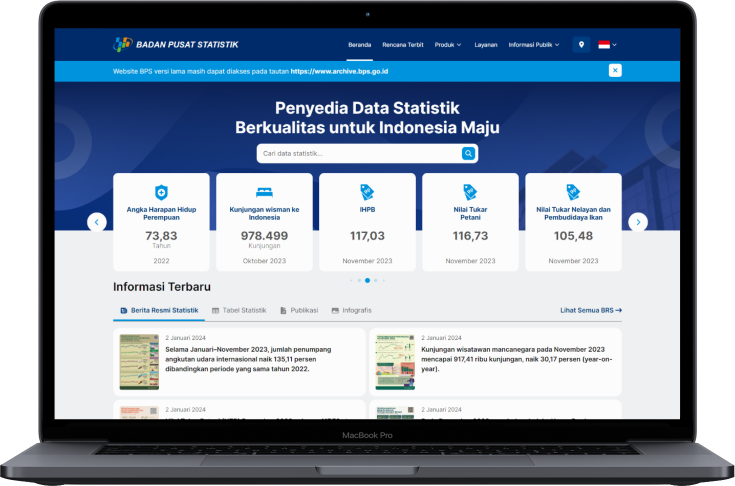 BADAN PUSAT STATISTIK
Beranda Rencana Terbit Produk Layanan Informasi Publik
Website BPS versi lama masih dapat diakses pada tautan https://www.archive.bps.go.id
Penyedia Data Statistik
Berkualitas untuk Indonesia Maju
Cari data statistik...
Angka Harapan Hidup
Perempuan
73,83
Tahun
2022
Kunjungan wisman ke
Indonesia
978.499
Kunjungan
Oktober 2023
IHPB
117,03
November 2023
Nilai Tukar
Petani
116,73
November 2023
Nilai Tukar Nelayan dan
Pembudidaya Ikan
105,48
November 2023
Informasi Terbaru
Berita Resmi Statistik Tabel Statistik Publikasi Infografis Lihat Semua BRS →
2 Januari 2024
Selama Januari–November 2023, jumlah penumpang
angkutan udara internasional naik 135,11 persen
dibandingkan periode yang sama tahun 2022.
2 Januari 2024
Kunjungan wisatawan mancanegara pada November 2023
mencapai 917,41 ribu kunjungan, naik 30,17 persen (year-on-
year).
2 Januari 2024
2 Januari 2024
MacBook Pro